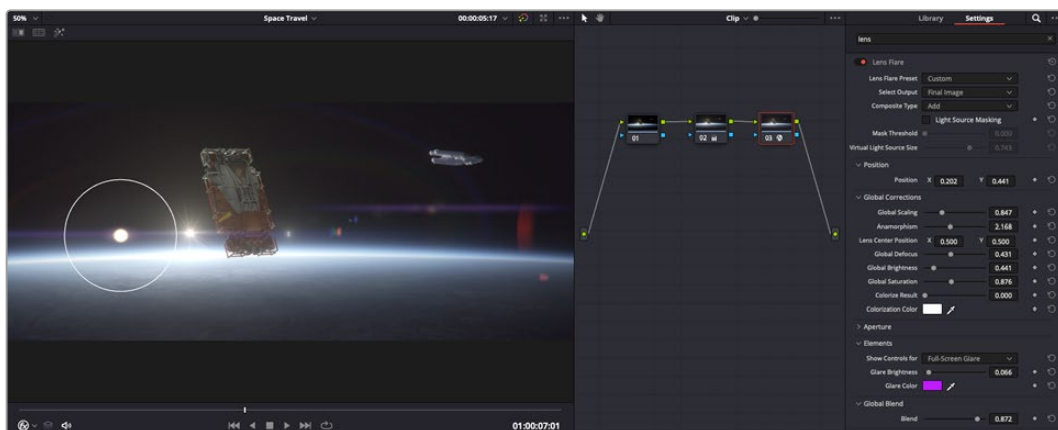 50%
Space Travel
00:00:05:17
Clip
Library
Settings
lens
Lens Flare
Lens Flare Preset Custom
Select Output Final Image
Composite Type Add
Light Source Masking
Mask Threshold 0.000
Virtual Light Source Size 0.743
Position
Position X 0.202 Y 0.441
Global Corrections
Global Scaling 0.847
Anamorphism 2.168
Lens Center Position X 0.500 Y 0.500
Global Defocus 0.431
Global Brightness 0.441
Global Saturation 0.876
Colorize Result 0.000
Colorization Color
Aperture
Elements
Show Controls for Full-Screen Glare
Glare Brightness 0.066
Glare Color
Global Blend
Blend 0.872
01
02
03
fx
01:00:07:01